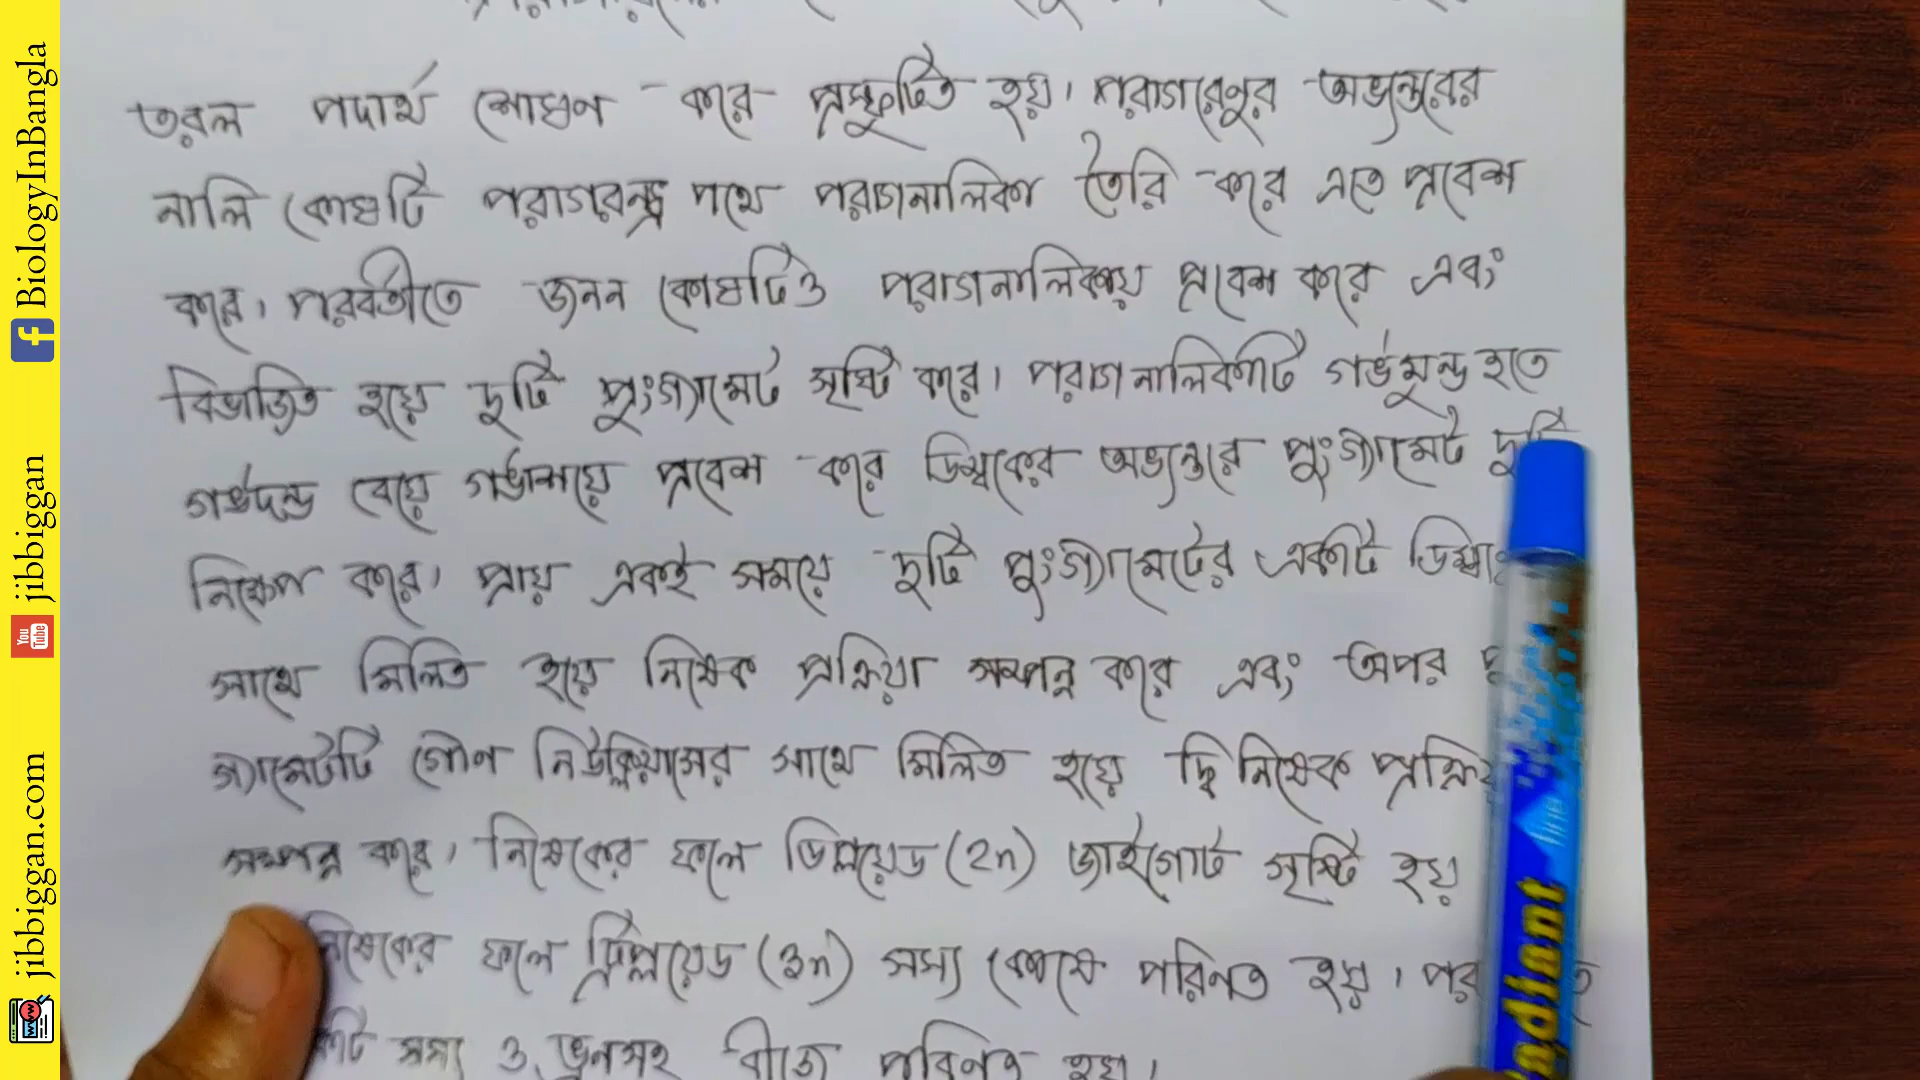 তরল পদার্থ শোষণ করে প্রস্ফুটিত হয়। পরাগরেণুর অভ্যন্তরের
নালি কোষটি পরাগরন্ধ্র পথে পরাগনালিকা তৈরি করে এতে প্রবেশ
করে। পরবর্তীতে জনন কোষটিও পরাগনালিকায় প্রবেশ করে এবং
বিভাজিত হয়ে দুটি পুংগ্যামেট সৃষ্টি করে। পরাগনালিকাটি গর্ভমুন্ড হতে
গর্ভদন্ড বেয়ে গর্ভাশয়ে প্রবেশ করে ডিম্বকের অভ্যন্তরে পুংগ্যামেট দুটি
নিক্ষেপ করে। প্রায় একই সময়ে দুটি পুংগ্যামেটের একটি
সাথে মিলিত হয়ে নিষেক প্রক্রিয়া সম্পন্ন করে এবং অপর
গ্যামেটটি গৌণ নিউক্লিয়াসের সাথে মিলিত হয়ে দ্বি নিষেক
সম্পন্ন করে। নিষেকের ফলে ডিপ্লয়েড (2n) জাইগোট সৃষ্টি হয়
ফলে ট্রিপ্লয়েড (3n) সস্য কোষে পরিণত হয়।
সস্য ও ভ্রূনসহ বীজে পরিণত হয়।
BiologyInBangla
jibbiggan
You Tube
jibbiggan.com
www